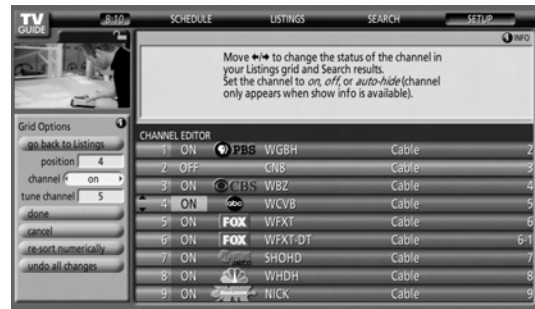 TV GUIDE
8:10
SCHEDULE
LISTINGS
SEARCH
SETUP
i INFO
Move ←/→ to change the status of the channel in
your Listings grid and Search results.
Set the channel to on, off, or auto-hide (channel
only appears when show info is available).
Grid Options i
go back to Listings
position 4
channel on
tune channel 5
done
cancel
re-sort numerically
undo all changes
CHANNEL EDITOR
1 ON PBS WGBH Cable 2
2 OFF CN8 Cable 3
3 ON CBS WBZ Cable 4
4 ON abc WCVB Cable 5
5 ON FOX WFXT Cable 6
6 ON FOX WFXT-DT Cable 6-1
7 ON SHOHD Cable 7
8 ON WHDH Cable 8
9 ON NICK Cable 9